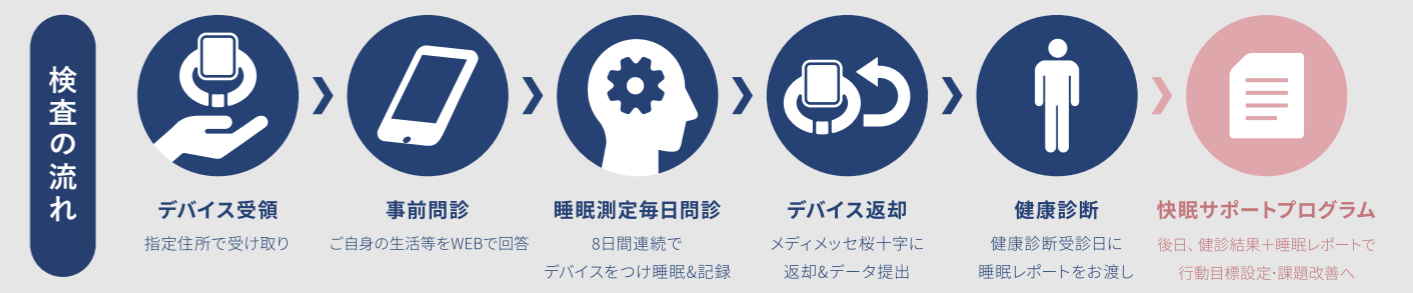 検査の流れ
デバイス受領
指定住所で受け取り
事前問診
ご自身の生活等をWEBで回答
睡眠測定毎日問診
8日間連続で
デバイスをつけ睡眠&記録
デバイス返却
メディメッセ桜十字に
返却&データ提出
健康診断
健康診断受診日に
睡眠レポートをお渡し
快眠サポートプログラム
後日、健診結果＋睡眠レポートで
行動目標設定・課題改善へ